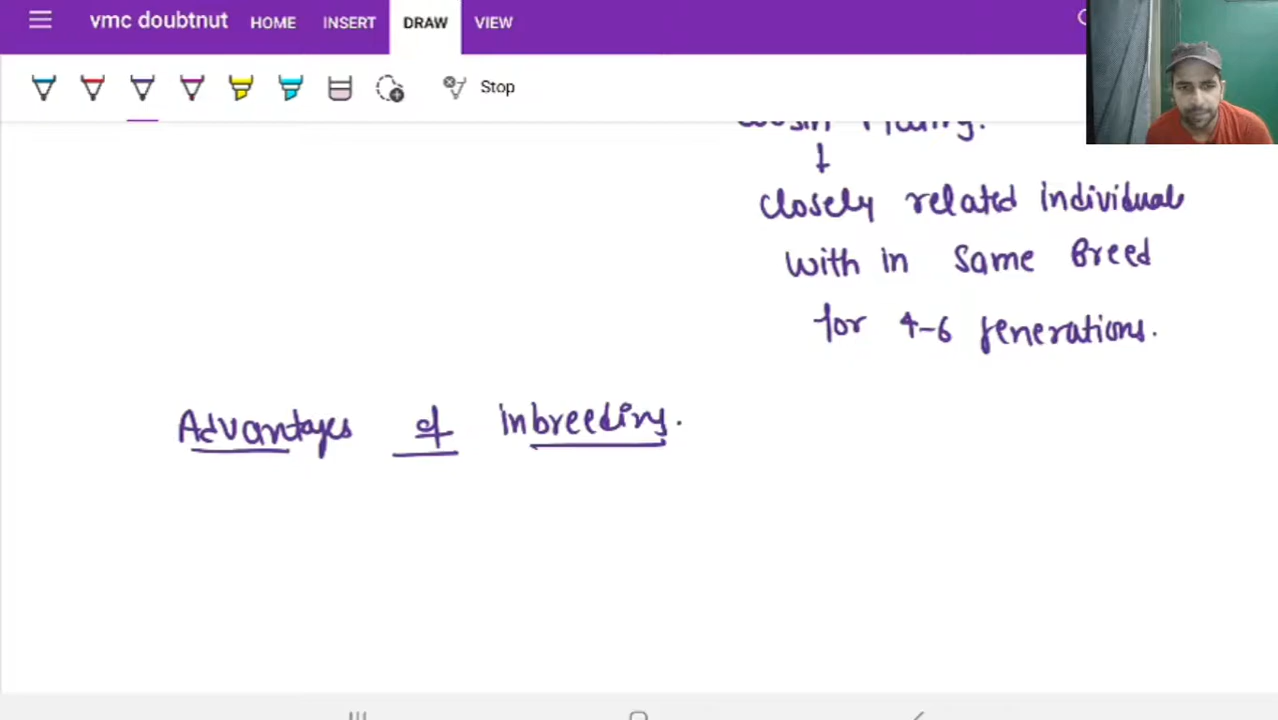 vmc doubtnut HOME INSERT DRAW VIEW
Stop
closely related individual
with in same Breed
for 4-6 generations.
Advantages of Inbreeding.